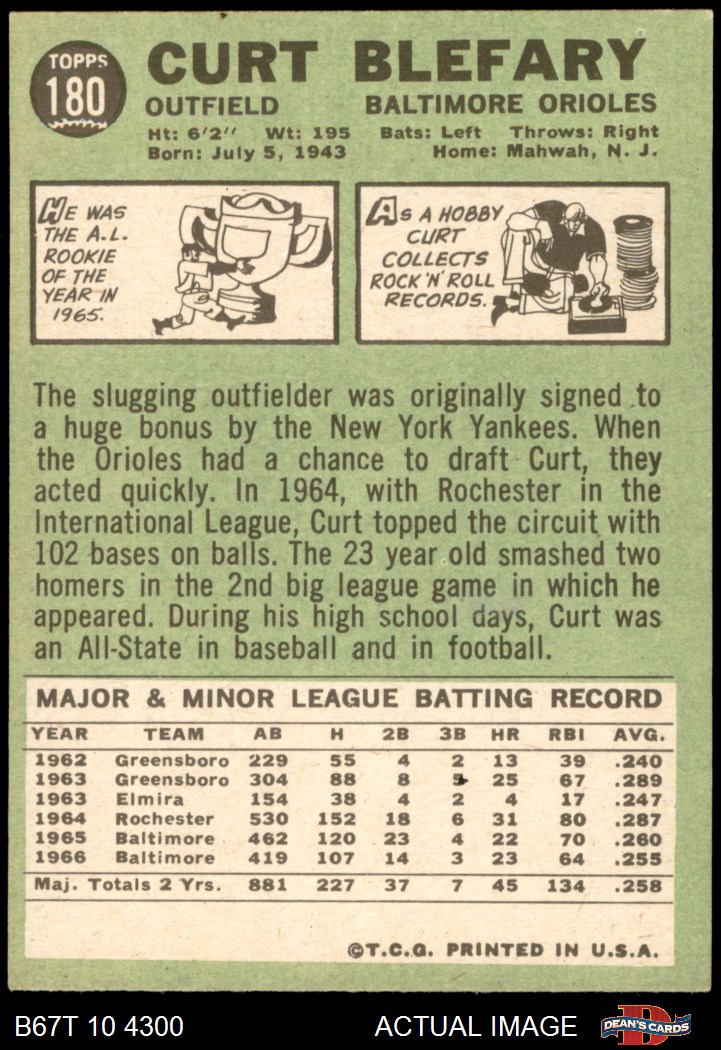 TOPPS
180
CURT BLEFARY
OUTFIELD BALTIMORE ORIOLES
Ht: 6'2" Wt: 195 Bats: Left Throws: Right
Born: July 5, 1943 Home: Mahwah, N. J.
HE WAS
THE A.L.
ROOKIE
OF THE
YEAR IN
1965.
AS A HOBBY
CURT
COLLECTS
ROCK 'N' ROLL
RECORDS.
The slugging outfielder was originally signed to
a huge bonus by the New York Yankees. When
the Orioles had a chance to draft Curt, they
acted quickly. In 1964, with Rochester in the
International League, Curt topped the circuit with
102 bases on balls. The 23 year old smashed two
homers in the 2nd big league game in which he
appeared. During his high school days, Curt was
an All-State in baseball and in football.
MAJOR & MINOR LEAGUE BATTING RECORD
YEAR TEAM AB H 2B 3B HR RBI AVG.
1962 Greensboro 229 55 4 2 13 39 .240
1963 Greensboro 304 88 8 25 67 .289
1963 Elmira 154 38 4 2 4 17 .247
1964 Rochester 530 152 18 6 31 80 .287
1965 Baltimore 462 120 23 4 22 70 .260
1966 Baltimore 419 107 14 3 23 64 .255
Maj. Totals 2 Yrs. 881 227 37 7 45 134 .258
©T.C.G. PRINTED IN U.S.A.
B67T 10 4300 ACTUAL IMAGE DEAN'S CARDS